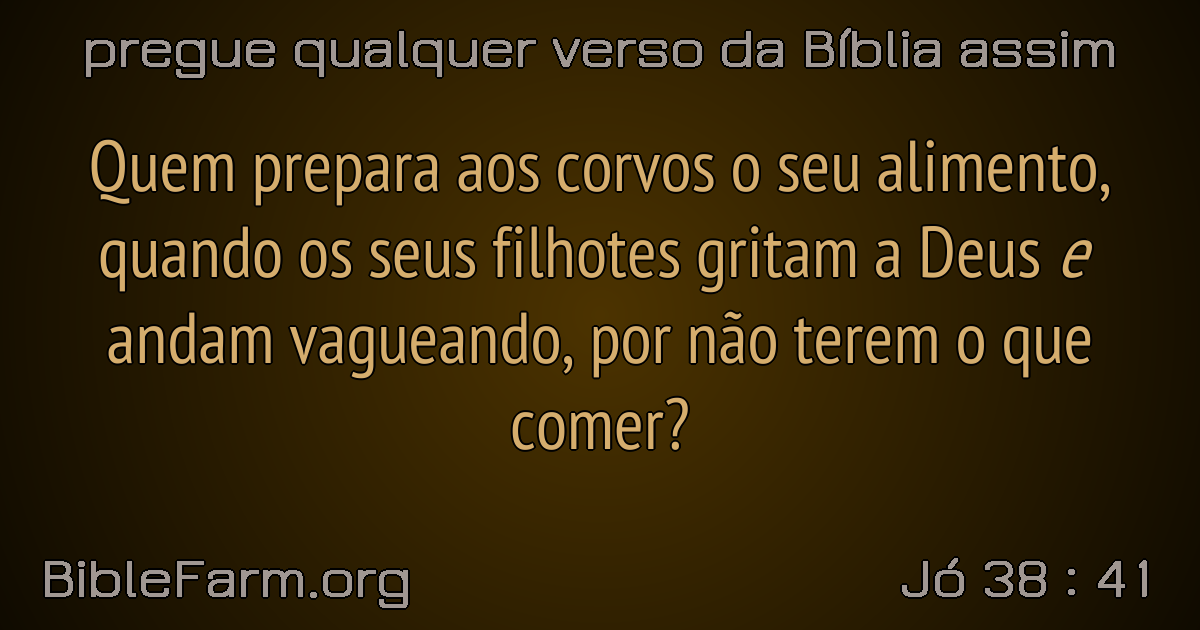 pregue qualquer verso da Bíblia assim
Quem prepara aos corvos o seu alimento,
quando os seus filhotes gritam a Deus e
andam vagueando, por não terem o que
comer?
BibleFarm.org
Jó 38 : 41